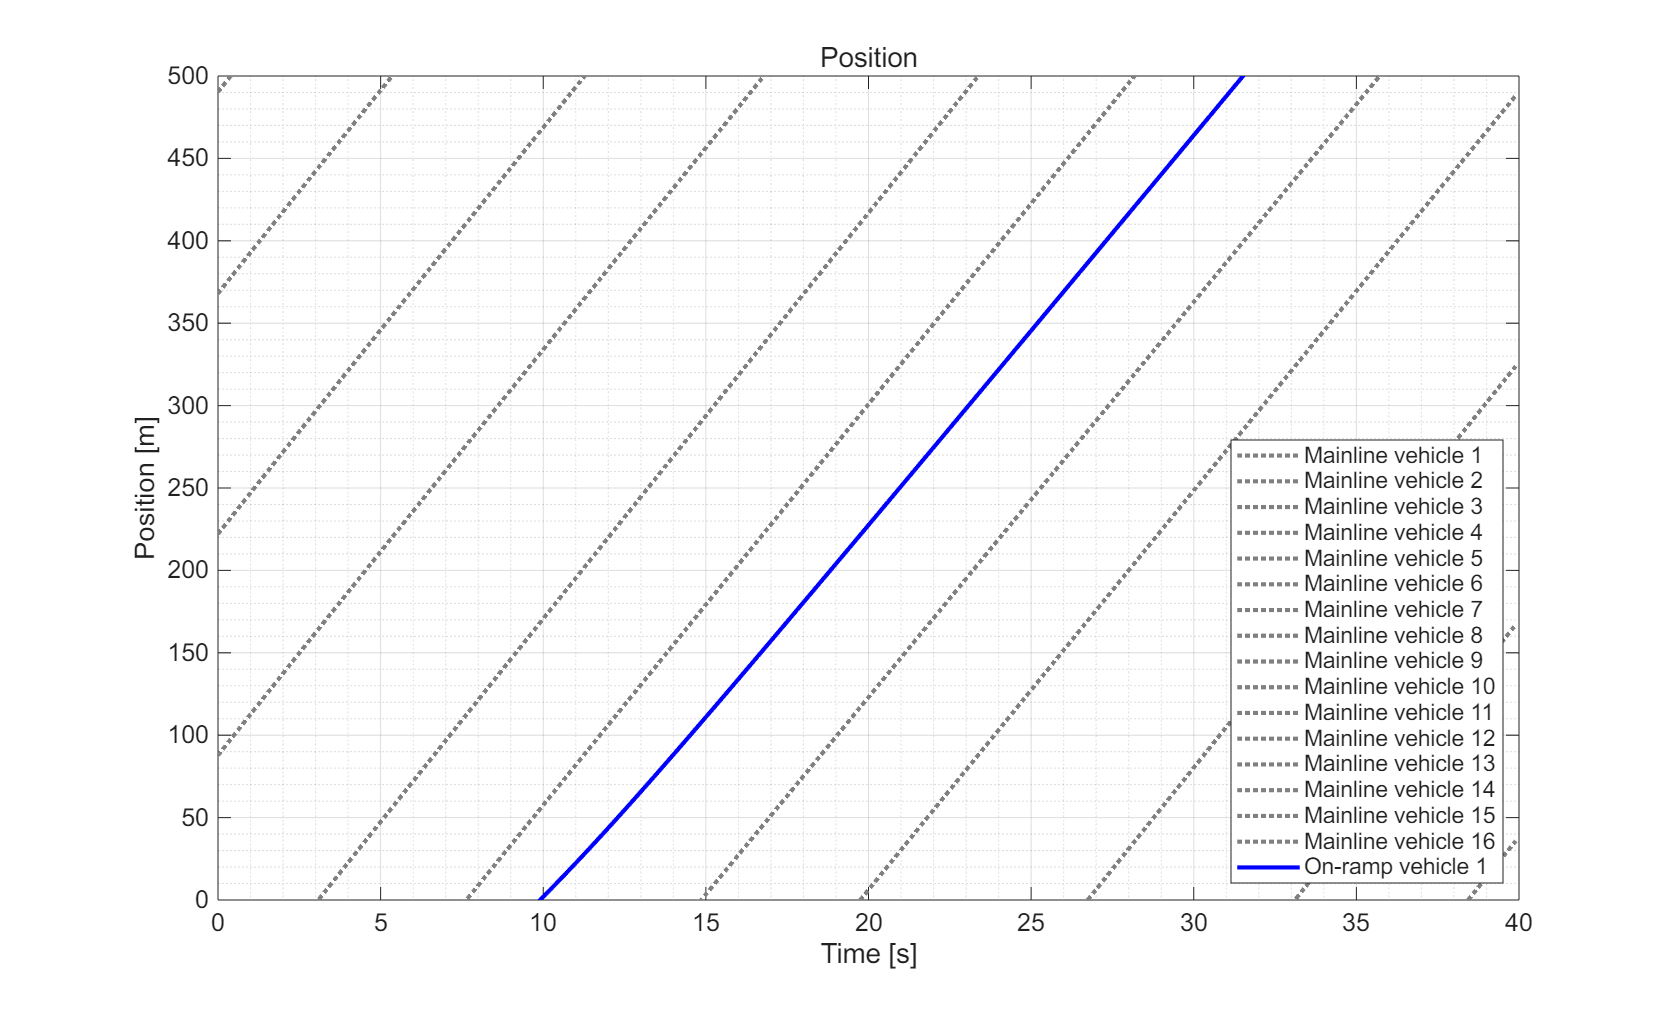 Position
500
450
400
350
300
250
200
150
100
50
0
Position [m]
0 5 10 15 20 25 30 35 40
Time [s]
Mainline vehicle 1
Mainline vehicle 2
Mainline vehicle 3
Mainline vehicle 4
Mainline vehicle 5
Mainline vehicle 6
Mainline vehicle 7
Mainline vehicle 8
Mainline vehicle 9
Mainline vehicle 10
Mainline vehicle 11
Mainline vehicle 12
Mainline vehicle 13
Mainline vehicle 14
Mainline vehicle 15
Mainline vehicle 16
On-ramp vehicle 1